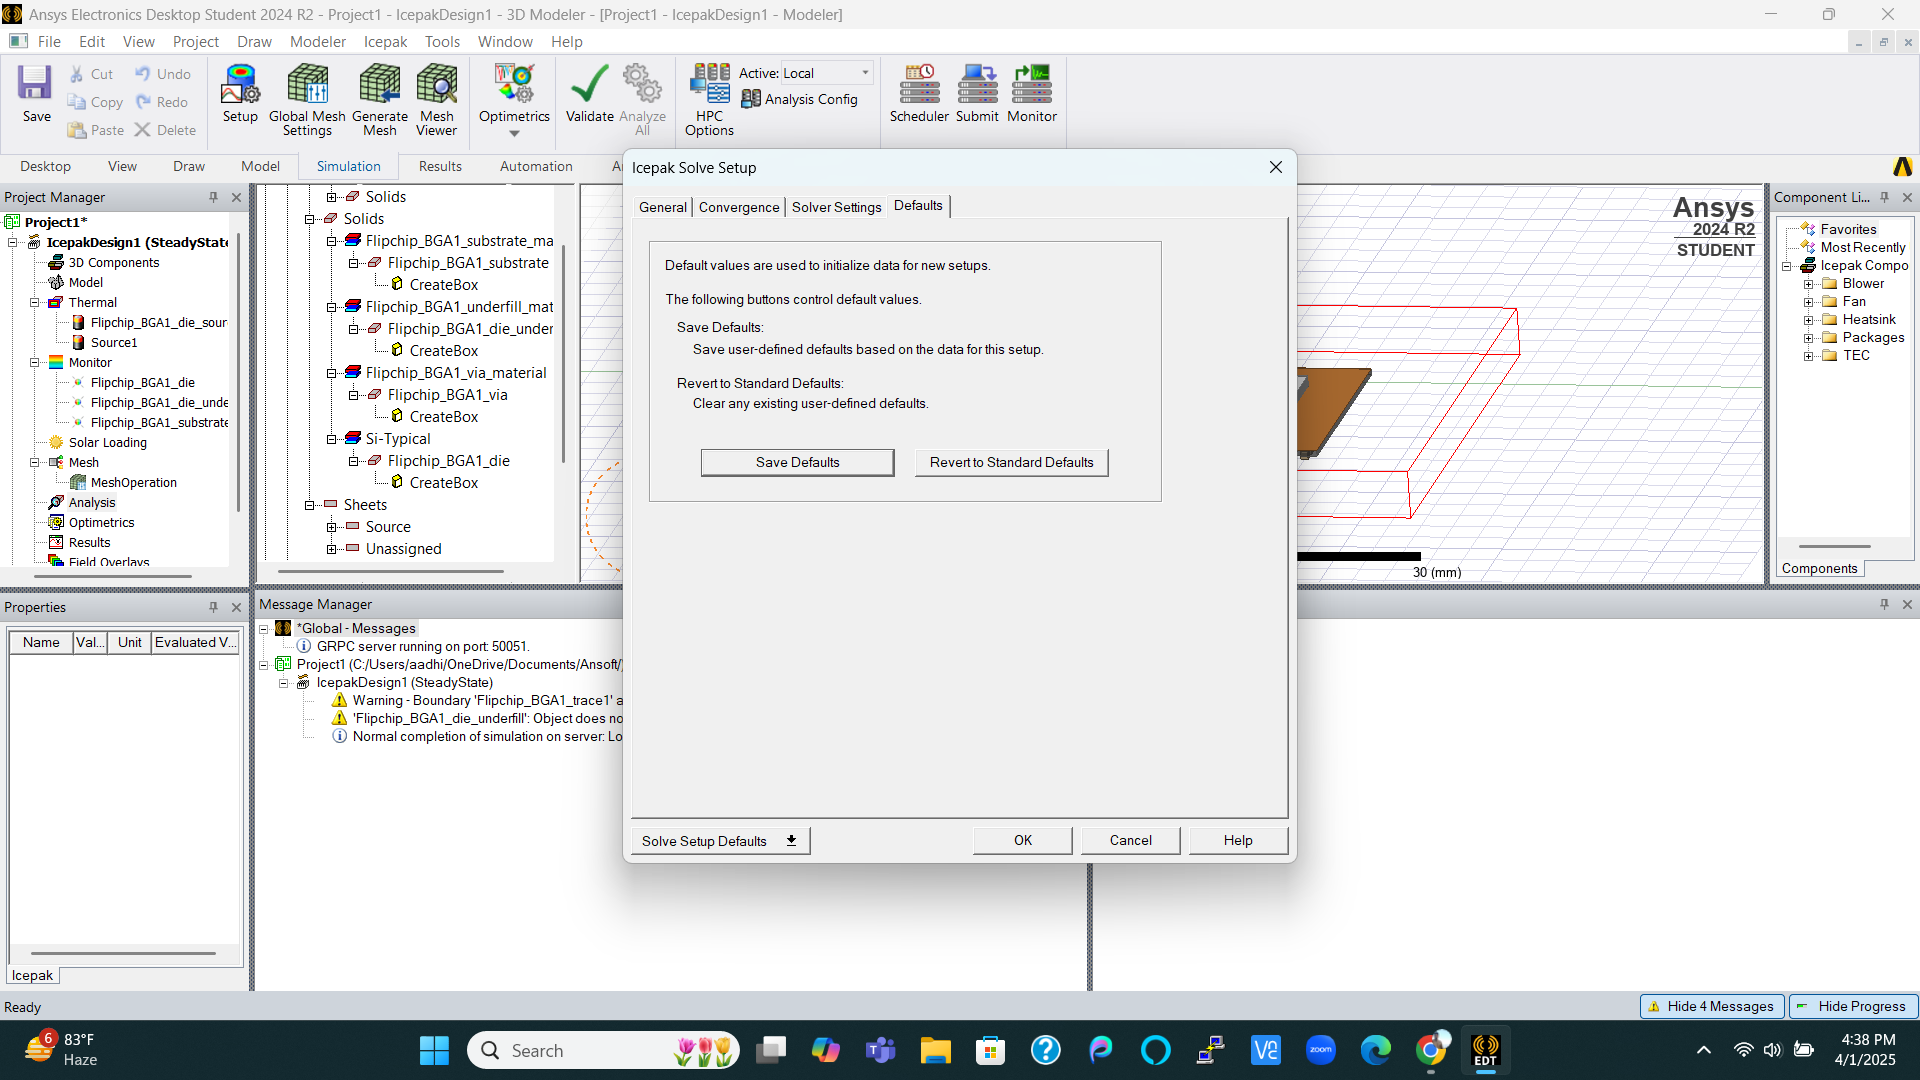 Ansys Electronics Desktop Student 2024 R2 - Project1 - IcepakDesign1 - 3D Modeler - [Project1 - IcepakDesign1 - Modeler]
File Edit View Project Draw Modeler Icepak Tools Window Help
Save
Cut
Copy
Paste
Undo
Redo
Delete
Setup
Global Mesh
Settings
Generate
Mesh
Mesh
Viewer
Optimetrics
Validate
Analyze
All
HPC
Options
Active: Local
Analysis Config
Scheduler
Submit
Monitor
Desktop View Draw Model Simulation Results Automation
Project Manager
Project1*
IcepakDesign1 (SteadyState
3D Components
Model
Thermal
Flipchip_BGA1_die_sour
Source1
Monitor
Flipchip_BGA1_die
Flipchip_BGA1_die_unde
Flipchip_BGA1_substrate
Solar Loading
Mesh
MeshOperation
Analysis
Optimetrics
Results
Field Overlays
Solids
Solids
Flipchip_BGA1_substrate_ma
Flipchip_BGA1_substrate
CreateBox
Flipchip_BGA1_underfill_mat
Flipchip_BGA1_die_under
CreateBox
Flipchip_BGA1_via_material
Flipchip_BGA1_via
CreateBox
Si-Typical
Flipchip_BGA1_die
CreateBox
Sheets
Source
Unassigned
Icepak Solve Setup
General Convergence Solver Settings Defaults
Default values are used to initialize data for new setups.
The following buttons control default values.
Save Defaults:
Save user-defined defaults based on the data for this setup.
Revert to Standard Defaults:
Clear any existing user-defined defaults.
Save Defaults
Revert to Standard Defaults
Solve Setup Defaults
OK
Cancel
Help
Ansys
2024 R2
STUDENT
30 (mm)
Component Li...
Favorites
Most Recently
Icepak Compo
Blower
Fan
Heatsink
Packages
TEC
Components
Properties
Name Val... Unit Evaluated V...
Icepak
Message Manager
*Global - Messages
GRPC server running on port: 50051.
Project1 (C:/Users/aadhi/OneDrive/Documents/Ansoft/
IcepakDesign1 (SteadyState)
Warning - Boundary 'Flipchip_BGA1_trace1' a
'Flipchip_BGA1_die_underfill': Object does no
Normal completion of simulation on server: Lo
Ready
Hide 4 Messages
Hide Progress
6
83°F
Haze
Search
zoom
EDT
4:38 PM
4/1/2025